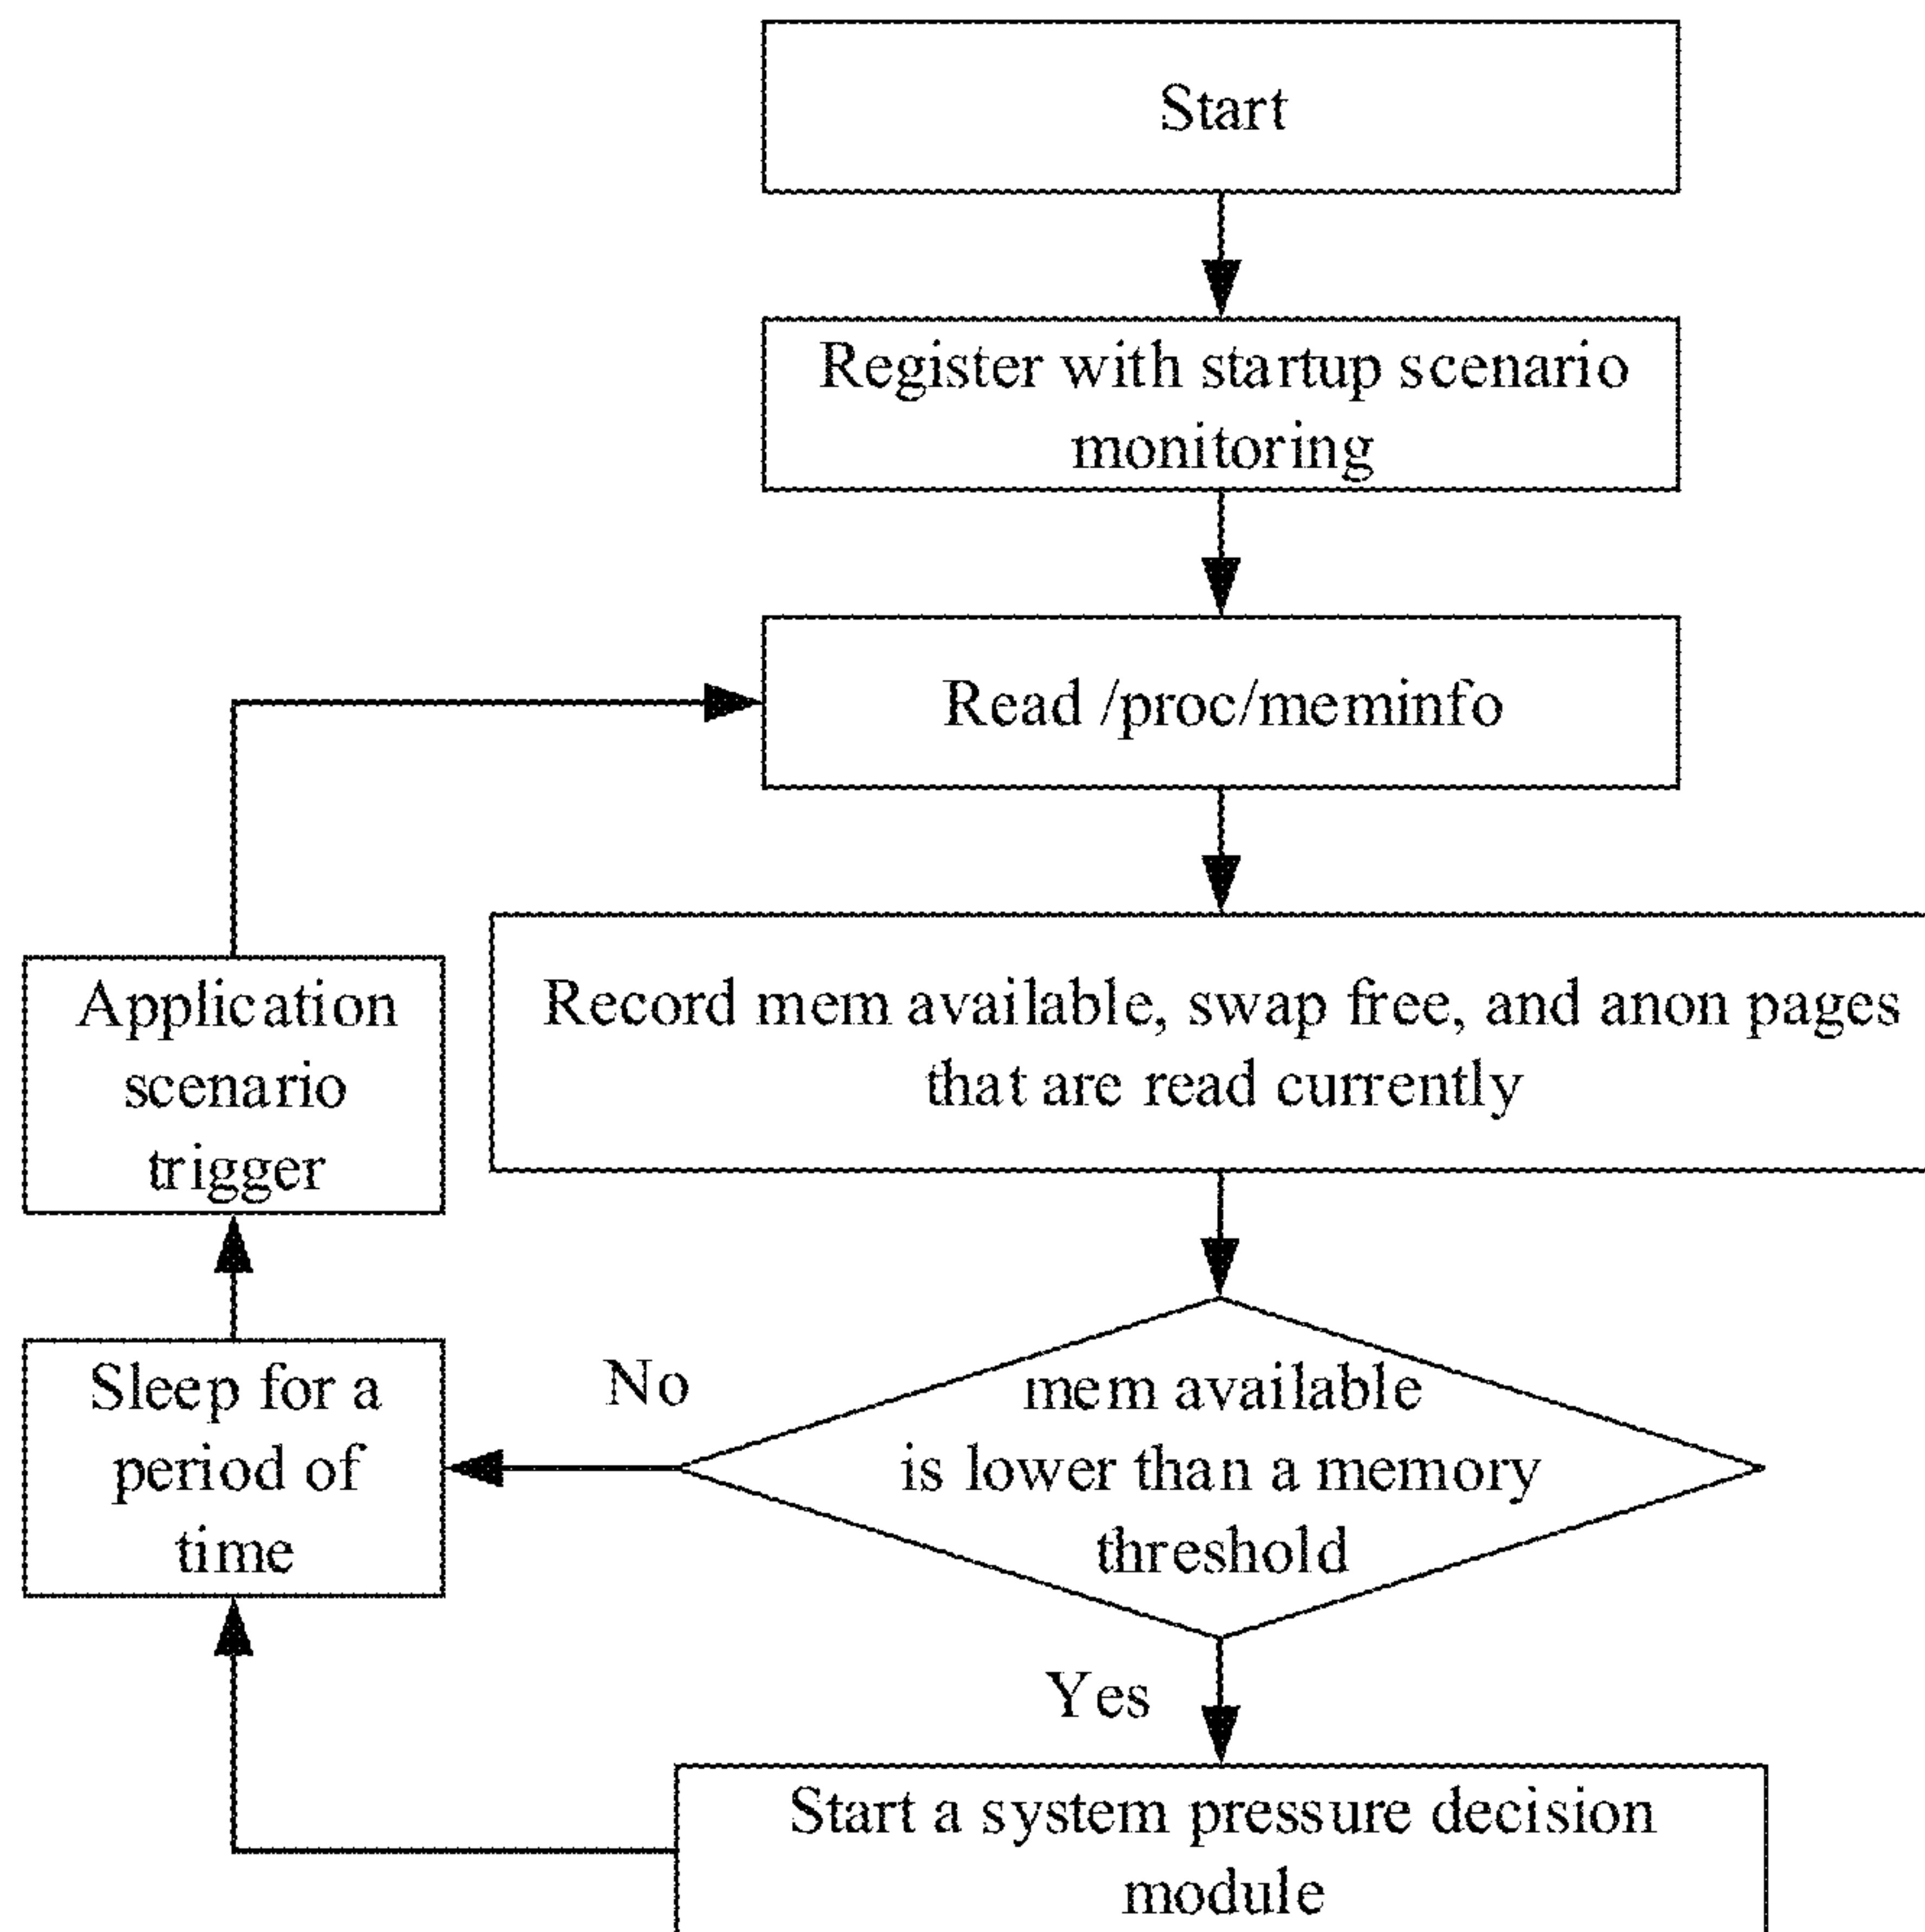 Start
Register with startup scenario
monitoring
Read /proc/meminfo
Record mem available, swap free, and anon pages
that are read currently
Application
scenario
trigger
mem available
is lower than a memory
threshold
No
Sleep for a
period of
time
Yes
Start a system pressure decision
module